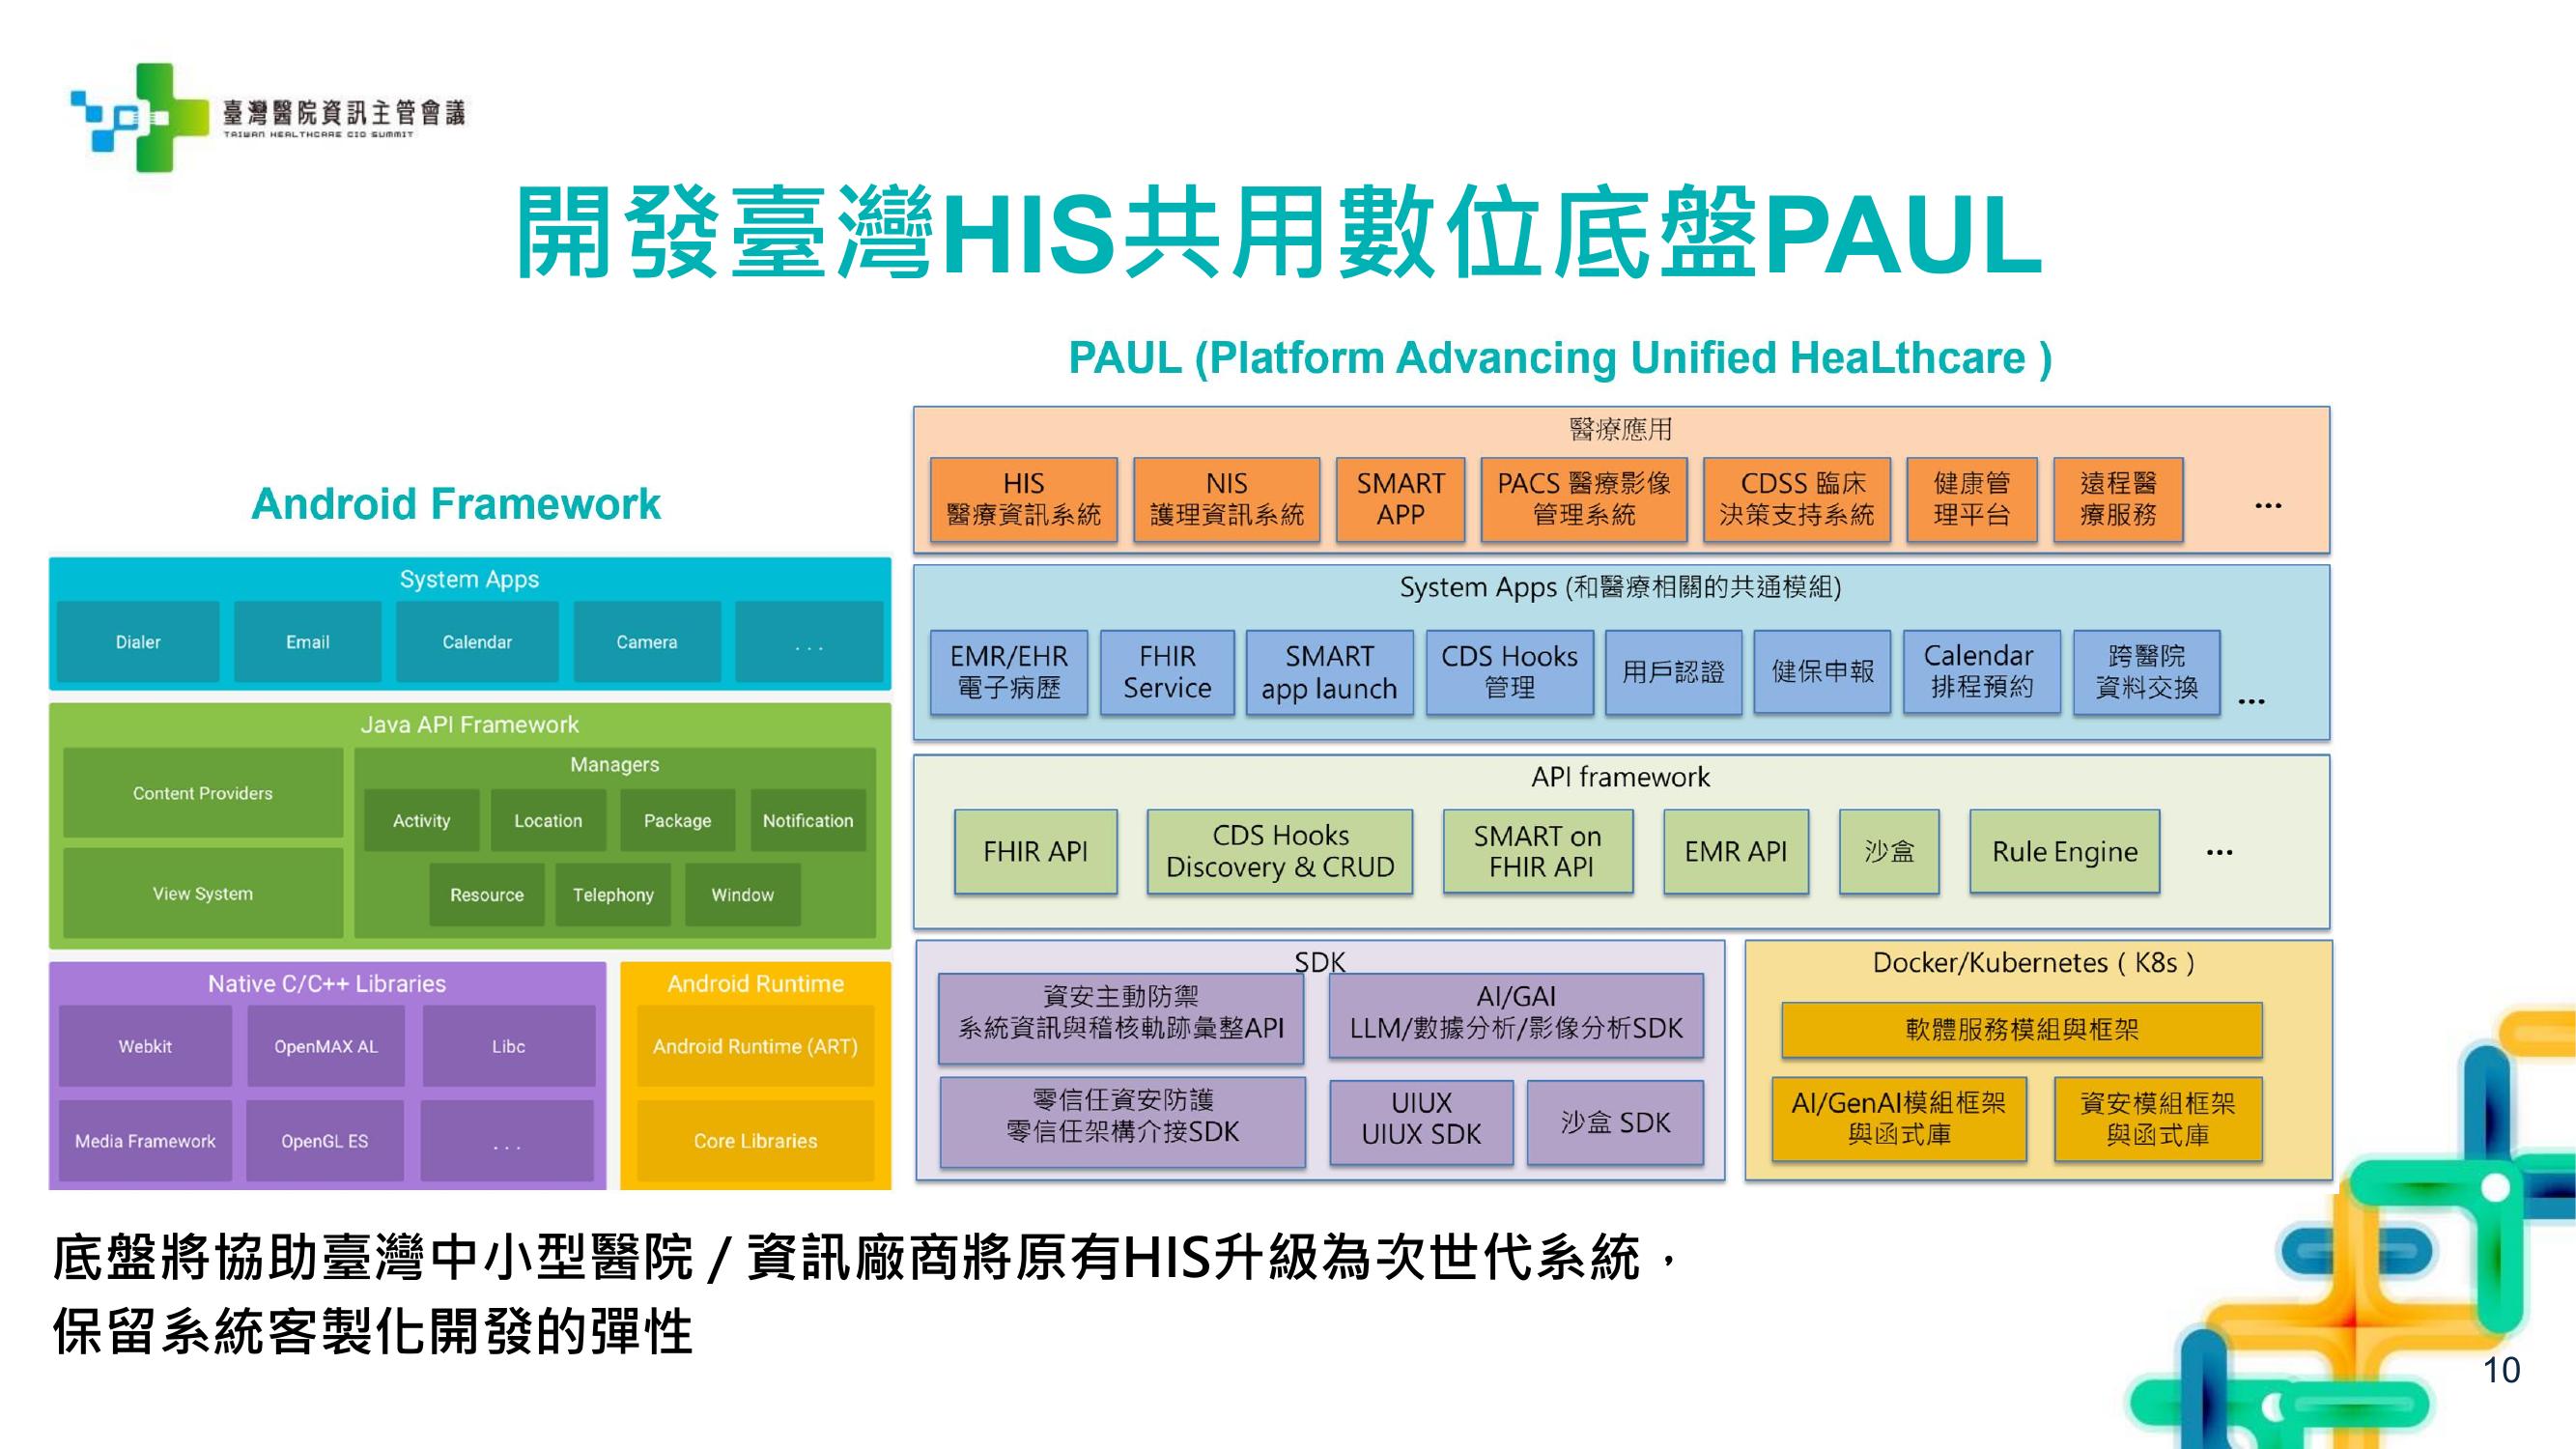 臺灣醫院資訊主管會議
TAIWAN HEALTHCARE CIO SUMMIT
開發臺灣HIS共用數位底盤PAUL
PAUL (Platform Advancing Unified HeaLthcare )
Android Framework
System Apps
Dialer
Email
Calendar
Camera
. . .
Java API Framework
Content Providers
View System
Managers
Activity
Location
Package
Notification
Resource
Telephony
Window
Native C/C++ Libraries
Webkit
OpenMAX AL
Libc
Media Framework
OpenGL ES
. . .
Android Runtime
Android Runtime (ART)
Core Libraries
醫療應用
HIS
醫療資訊系統
NIS
護理資訊系統
SMART
APP
PACS 醫療影像
管理系統
CDSS 臨床
決策支持系統
健康管
理平台
遠程醫
療服務
...
System Apps (和醫療相關的共通模組)
EMR/EHR
電子病歷
FHIR
Service
SMART
app launch
CDS Hooks
管理
用戶認證
健保申報
Calendar
排程預約
跨醫院
資料交換
...
API framework
FHIR API
CDS Hooks
Discovery & CRUD
SMART on
FHIR API
EMR API
沙盒
Rule Engine
...
SDK
資安主動防禦
系統資訊與稽核軌跡彙整API
AI/GAI
LLM/數據分析/影像分析SDK
零信任資安防護
零信任架構介接SDK
UIUX
UIUX SDK
沙盒 SDK
Docker/Kubernetes ( K8s )
軟體服務模組與框架
AI/GenAI模組框架
與函式庫
資安模組框架
與函式庫
底盤將協助臺灣中小型醫院 / 資訊廠商將原有HIS升級為次世代系統，
保留系統客製化開發的彈性
10